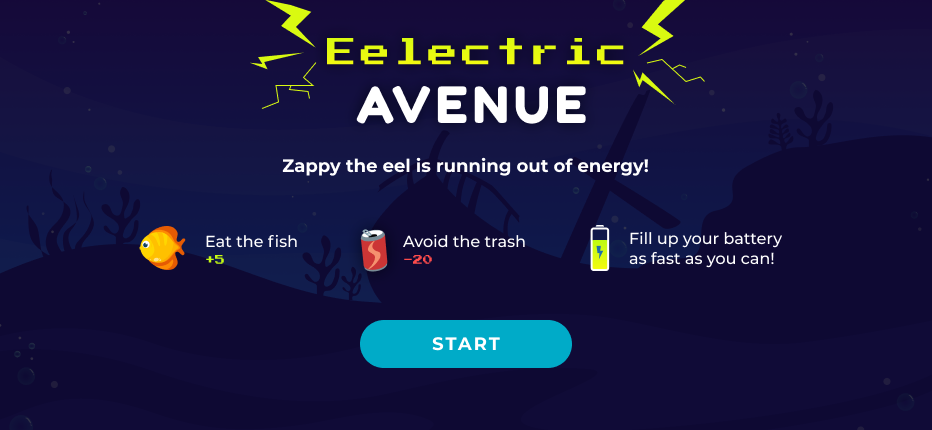 Eelectric
AVENUE
Zappy the eel is running out of energy!
Eat the fish
+5
Avoid the trash
-20
Fill up your battery
as fast as you can!
START